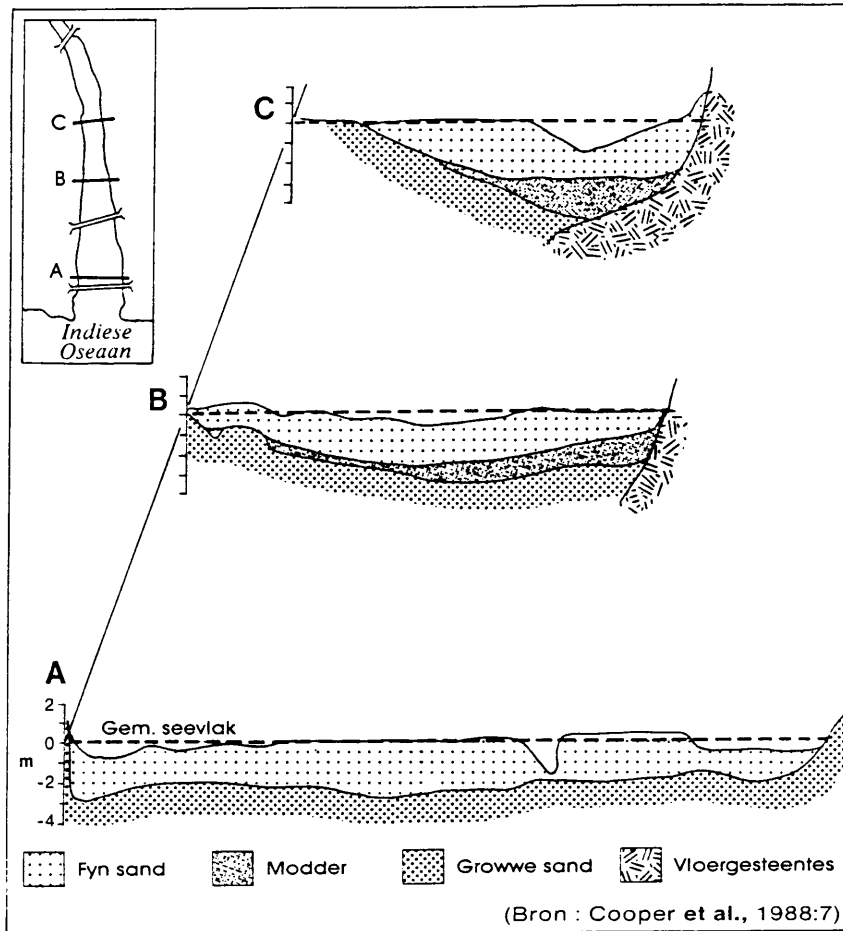 C
B
A
Indiese
Oseaan
C
B
A
2
0
m
-2
-4
Gem. seevlak
Fyn sand
Modder
Growwe sand
Vloergesteentes
(Bron : Cooper et al., 1988:7)